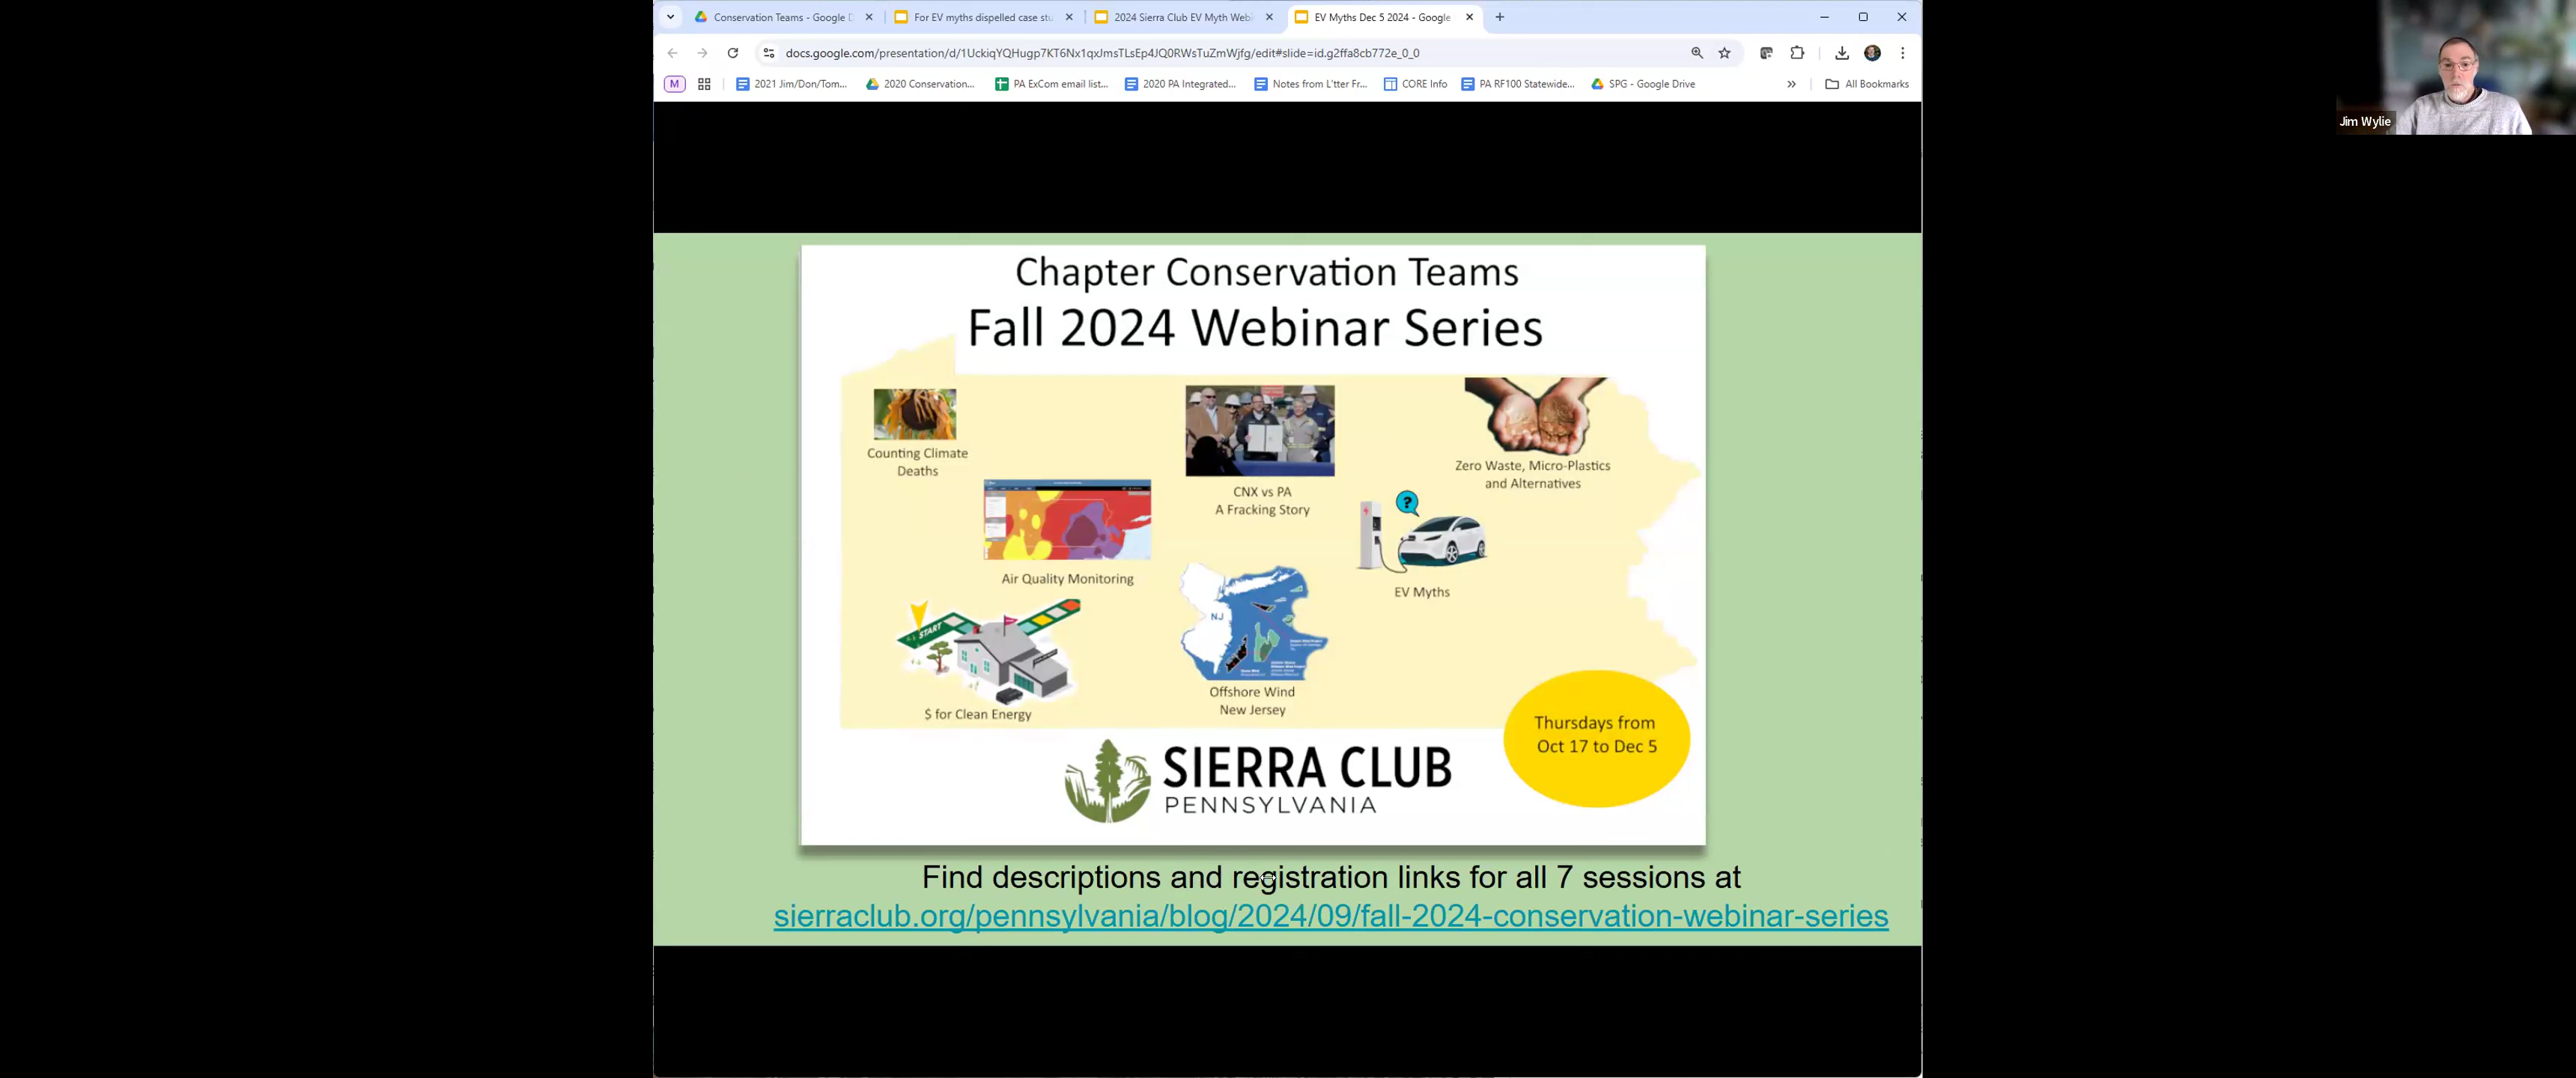 Conservation Teams - Google D
For EV myths dispelled case stu
2024 Sierra Club EV Myth Webi
EV Myths Dec 5 2024 - Google
docs.google.com/presentation/d/1UckiqYQHugp7KT6Nx1qxJmsTLsEp4JQ0RWsTuZmWjfg/edit#slide=id.g2ffa8cb772e_0_0
M
2021 Jim/Don/Tom...
2020 Conservation...
PA ExCom email list...
2020 PA Integrated...
Notes from L'tter Fr...
CORE Info
PA RF100 Statewide...
SPG - Google Drive
All Bookmarks
Jim Wylie
Chapter Conservation Teams
Fall 2024 Webinar Series
Counting Climate
Deaths
CNX vs PA
A Fracking Story
Zero Waste, Micro-Plastics
and Alternatives
?
Air Quality Monitoring
EV Myths
START
$ for Clean Energy
NJ
Offshore Wind
New Jersey
Thursdays from
Oct 17 to Dec 5
SIERRA CLUB
PENNSYLVANIA
Find descriptions and registration links for all 7 sessions at
sierraclub.org/pennsylvania/blog/2024/09/fall-2024-conservation-webinar-series